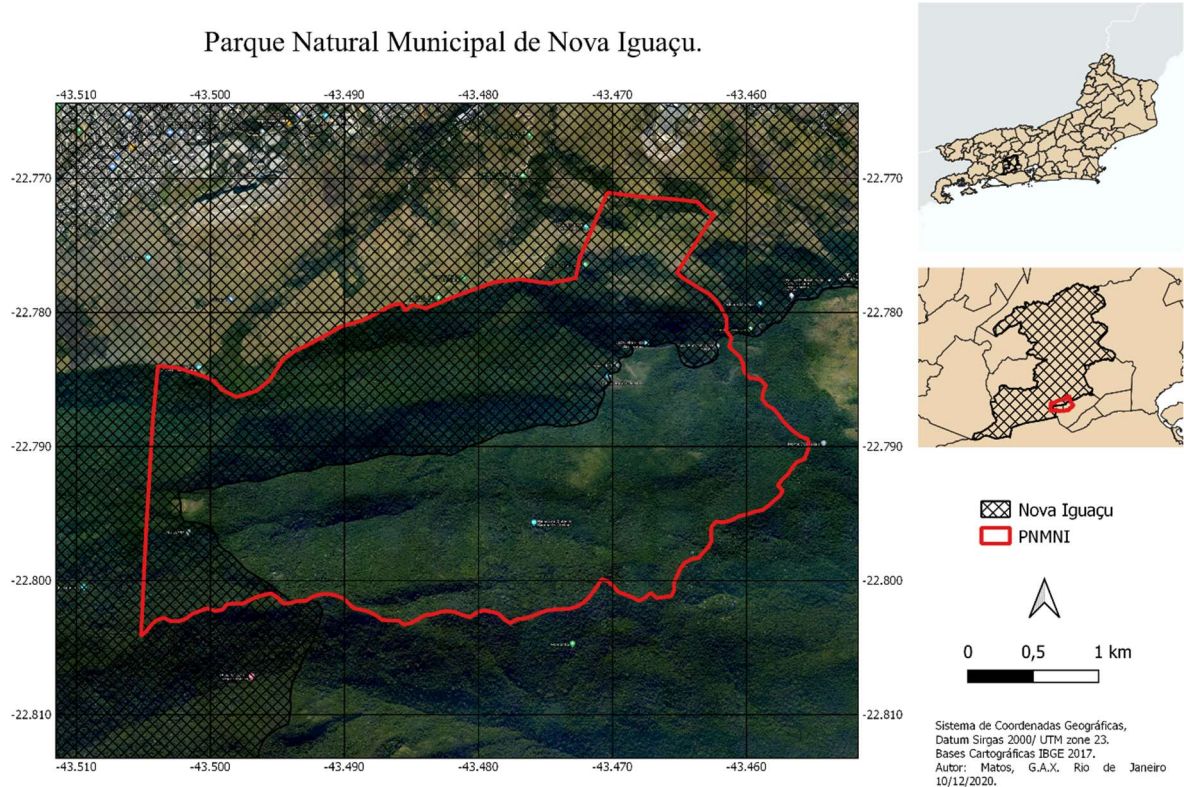 Parque Natural Municipal de Nova Iguaçu.
-43.510 -43.500 -43.490 -43.480 -43.470 -43.460
-22.770 -22.770
-22.780 -22.780
-22.790 -22.790
-22.800 -22.800
-22.810 -22.810
-43.510 -43.500 -43.490 -43.480 -43.470 -43.460
Nova Iguaçu
PNMNI
0 0,5 1 km
Sistema de Coordenadas Geográficas,
Datum Sirgas 2000/ UTM zone 23.
Bases Cartográficas IBGE 2017.
Autor: Matos, G.A.X. Rio de Janeiro
10/12/2020.